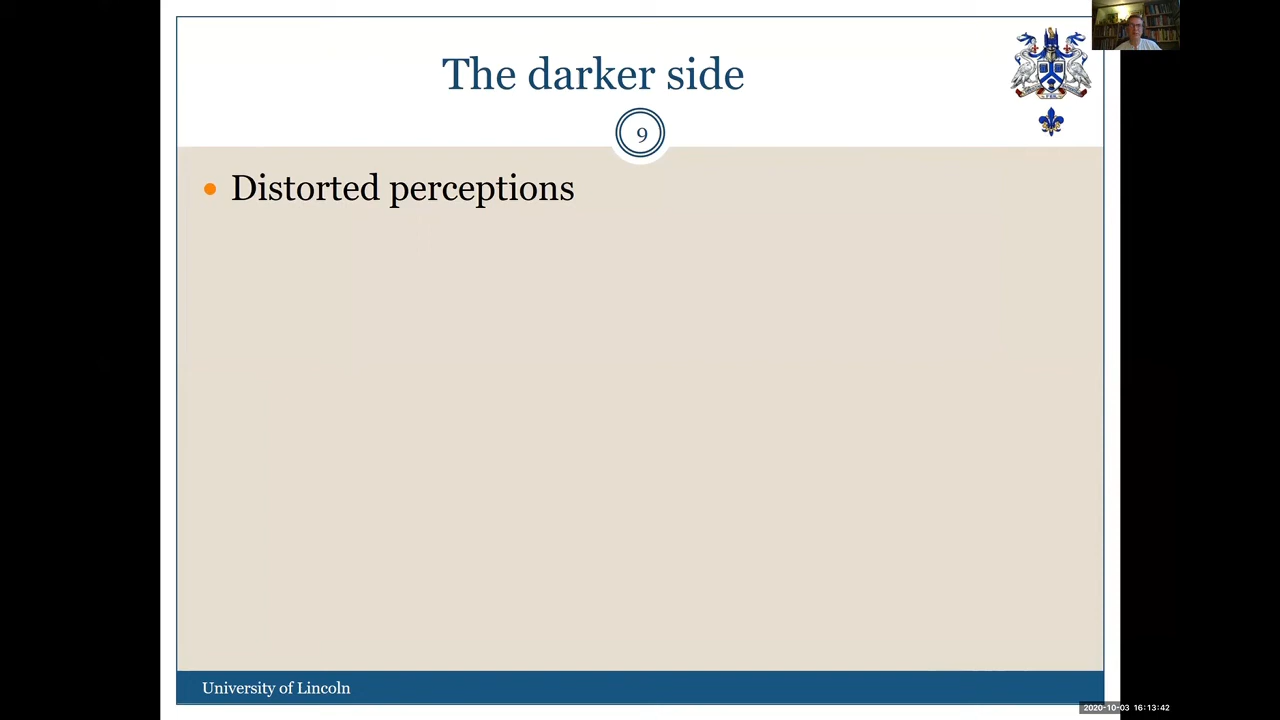 The darker side
9
Distorted perceptions
University of Lincoln
2020-10-03 16:13:42